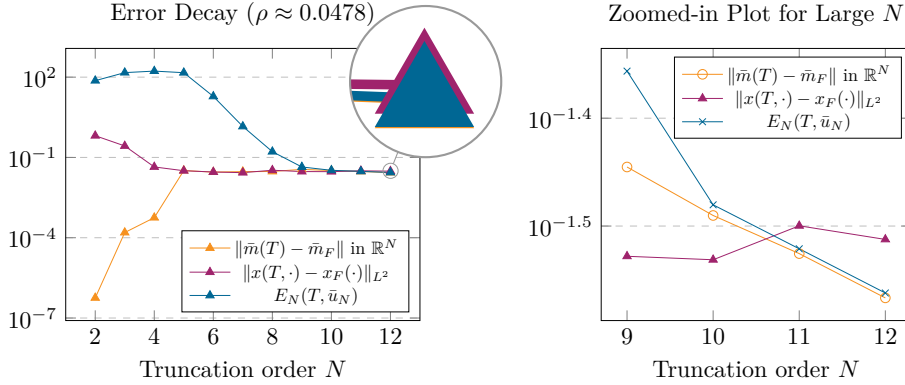 Error Decay (ρ ≈ 0.0478)
10^2
10^−1
10^−4
10^−7
2 4 6 8 10 12
Truncation order N
‖m̄(T) − m̄_F‖ in ℝ^N
‖x(T, ·) − x_F(·)‖_{L^2}
E_N(T, ū_N)
Zoomed-in Plot for Large N
10^−1.4
10^−1.5
9 10 11 12
Truncation order N
‖m̄(T) − m̄_F‖ in ℝ^N
‖x(T, ·) − x_F(·)‖_{L^2}
E_N(T, ū_N)